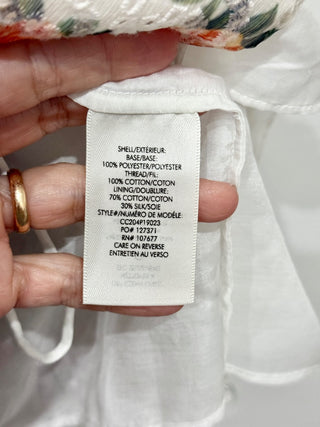 SHELL/EXTÉRIEUR:
BASE/BASE:
100% POLYESTER/POLYESTER
THREAD/FIL:
100% COTTON/COTON
LINING/DOUBLURE:
70% COTTON/COTON
30% SILK/SOIE
STYLE#/NUMÉRO DE MODÈLE:
CC204P19023
PO# 127371
RN# 107677
CARE ON REVERSE
ENTRETIEN AU VERSO